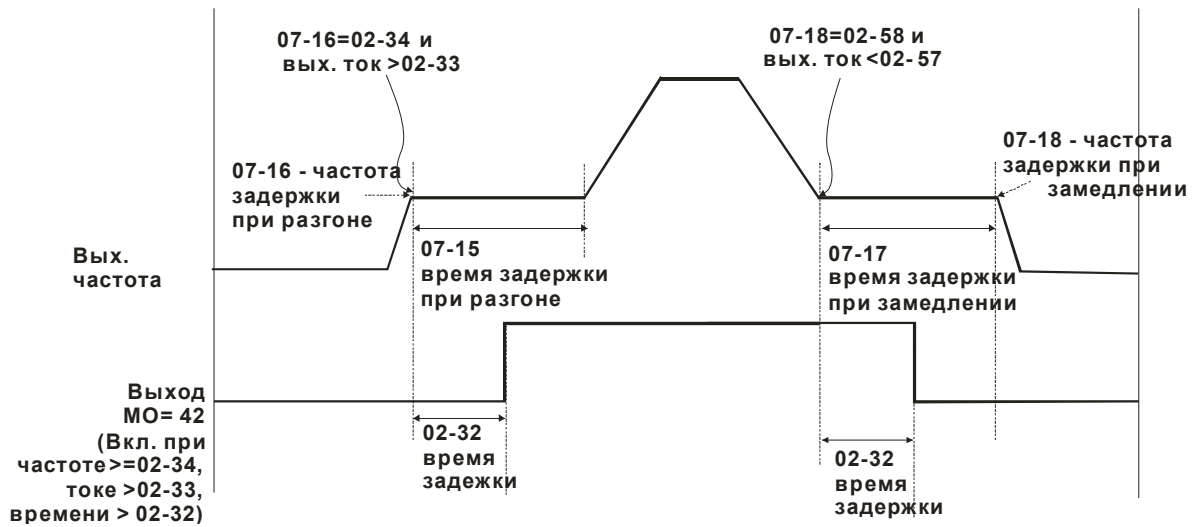 07-16=02-34 и
вых. ток >02-33
07-18=02-58 и
вых. ток <02-57
07-16 - частота
задержки
при разгоне
07-18 - частота
задержки при
замедлении
Вых.
частота
07-15
время задержки
при разгоне
07-17
время задержки
при замедлении
Выход
МО= 42
(Вкл. при
частоте>=02-34,
токе >02-33,
времени > 02-32)
02-32
время
задежки
02-32
время
задержки